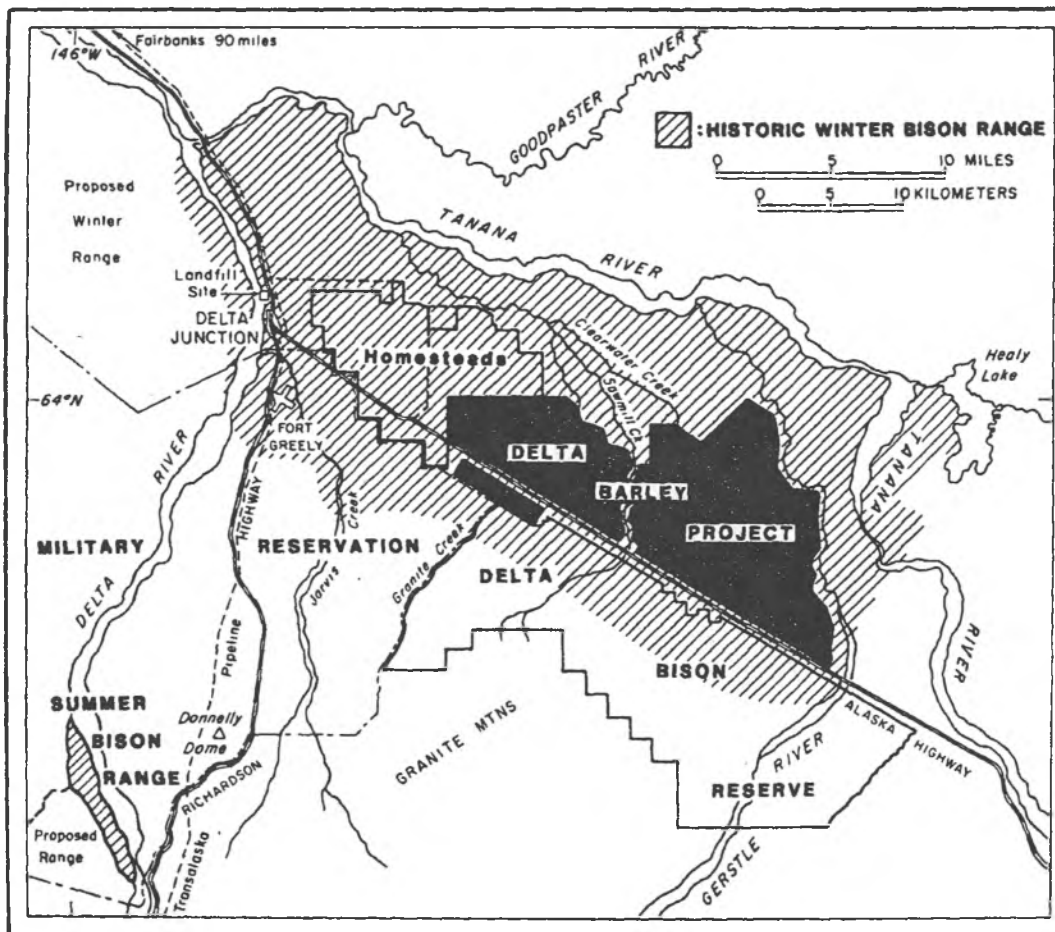 Fairbanks 90 miles
146°W
GOODPASTER RIVER
: HISTORIC WINTER BISON RANGE
0 5 10 MILES
0 5 10 KILOMETERS
Proposed
Winter
Range
TANANA RIVER
Landfill
Site
DELTA
JUNCTION
Homesteads
Clearwater Creek
Sawmill Ck
Healy
Lake
64°N
FORT
GREELY
DELTA
BARLEY
PROJECT
TANANA
RIVER
DELTA RIVER
HIGHWAY
MILITARY RESERVATION
Jarvis Creek
Granite Creek
DELTA
BISON
RESERVE
Pipeline
SUMMER
BISON
RANGE
Donnelly
Dome
RICHARDSON
GRANITE MTNS
ALASKA
HIGHWAY
GERSTLE RIVER
Proposed
Range
Transalaska